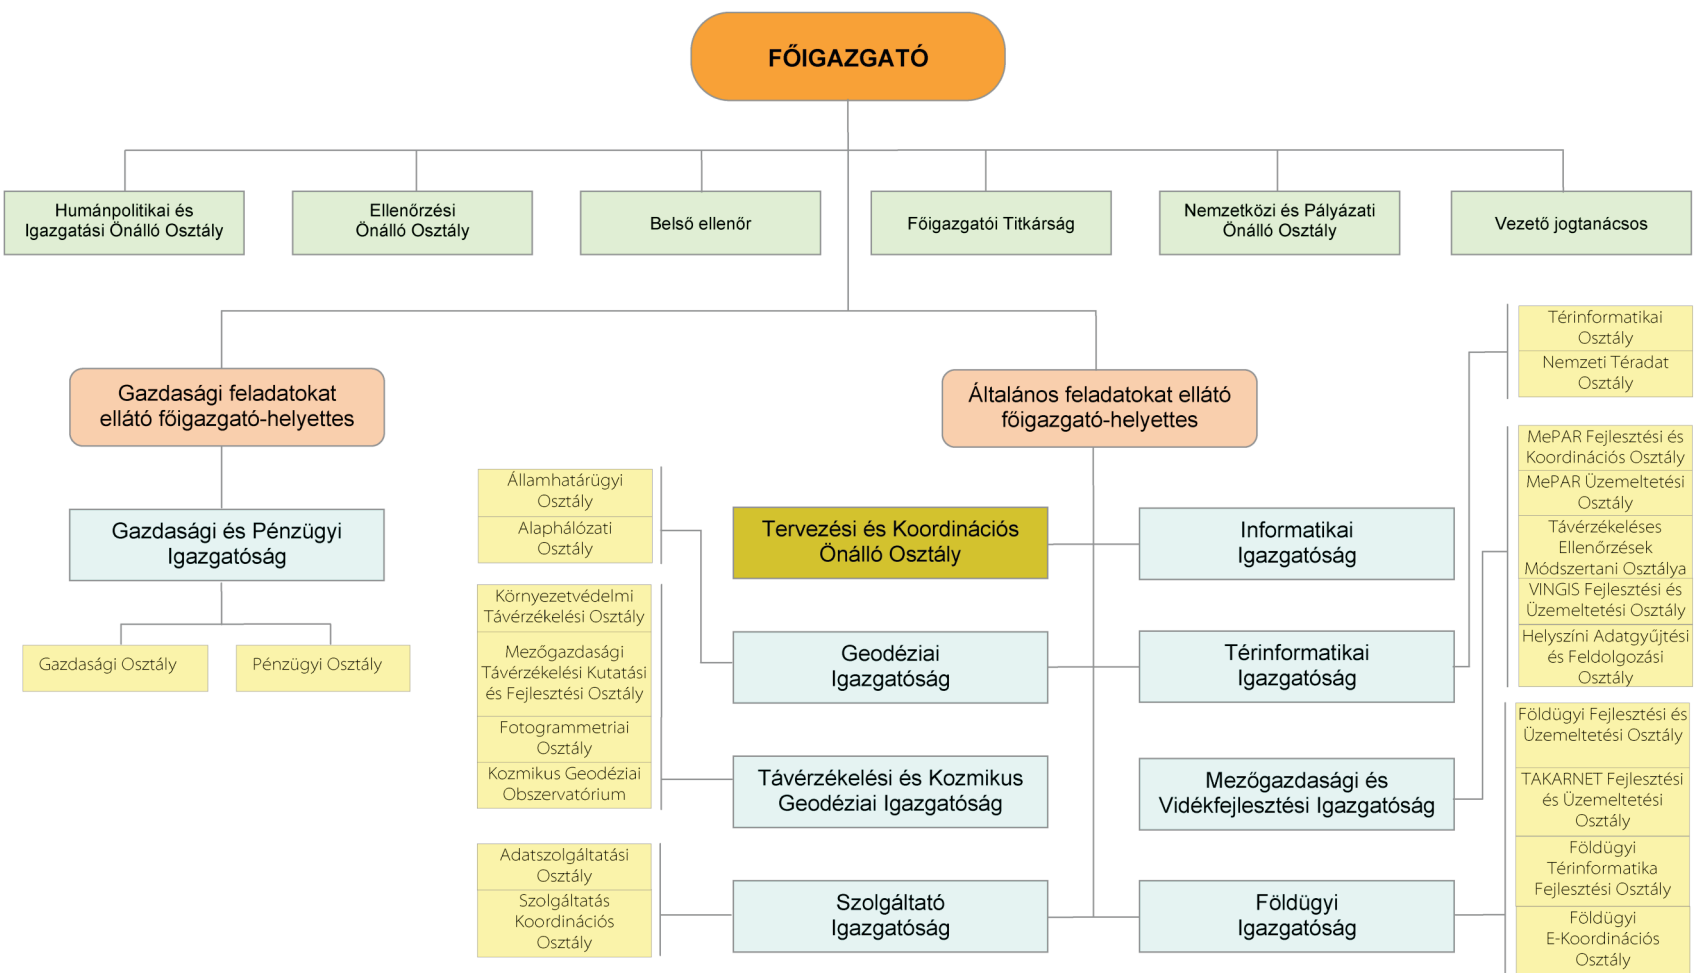 FŐIGAZGATÓ
Humánpolitikai és
Igazgatási Önálló Osztály
Ellenőrzési
Önálló Osztály
Belső ellenőr
Főigazgatói Titkárság
Nemzetközi és Pályázati
Önálló Osztály
Vezető jogtanácsos
Gazdasági feladatokat
ellátó főigazgató-helyettes
Gazdasági és Pénzügyi
Igazgatóság
Gazdasági Osztály
Pénzügyi Osztály
Általános feladatokat ellátó
főigazgató-helyettes
Államhatárügyi
Osztály
Alaphálózati
Osztály
Környezetvédelmi
Távérzékelési Osztály
Mezőgazdasági
Távérzékelési Kutatási
és Fejlesztési Osztály
Fotogrammetriai
Osztály
Kozmikus Geodéziai
Obszervatórium
Adatszolgáltatási
Osztály
Szolgáltatás
Koordinációs
Osztály
Tervezési és Koordinációs
Önálló Osztály
Geodéziai
Igazgatóság
Távérzékelési és Kozmikus
Geodéziai Igazgatóság
Szolgáltató
Igazgatóság
Informatikai
Igazgatóság
Térinformatikai
Igazgatóság
Mezőgazdasági és
Vidékfejlesztési Igazgatóság
Földügyi
Igazgatóság
Térinformatikai
Osztály
Nemzeti Téradat
Osztály
MePAR Fejlesztési és
Koordinációs Osztály
MePAR Üzemeltetési
Osztály
Távérzékeléses
Ellenőrzések
Módszertani Osztálya
VINGIS Fejlesztési és
Üzemeltetési Osztály
Helyszíni Adatgyűjtési
és Feldolgozási
Osztály
Földügyi Fejlesztési és
Üzemeltetési Osztály
TAKARNET Fejlesztési
és Üzemeltetési
Osztály
Földügyi
Térinformatika
Fejlesztési Osztály
Földügyi
E-Koordinációs
Osztály